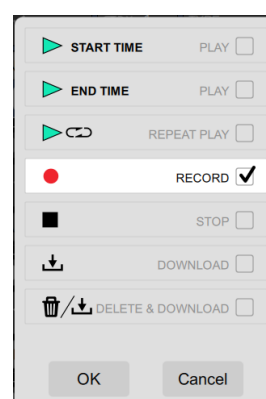 START TIME PLAY
END TIME PLAY
REPEAT PLAY
RECORD
STOP
DOWNLOAD
/ DELETE & DOWNLOAD
OK Cancel